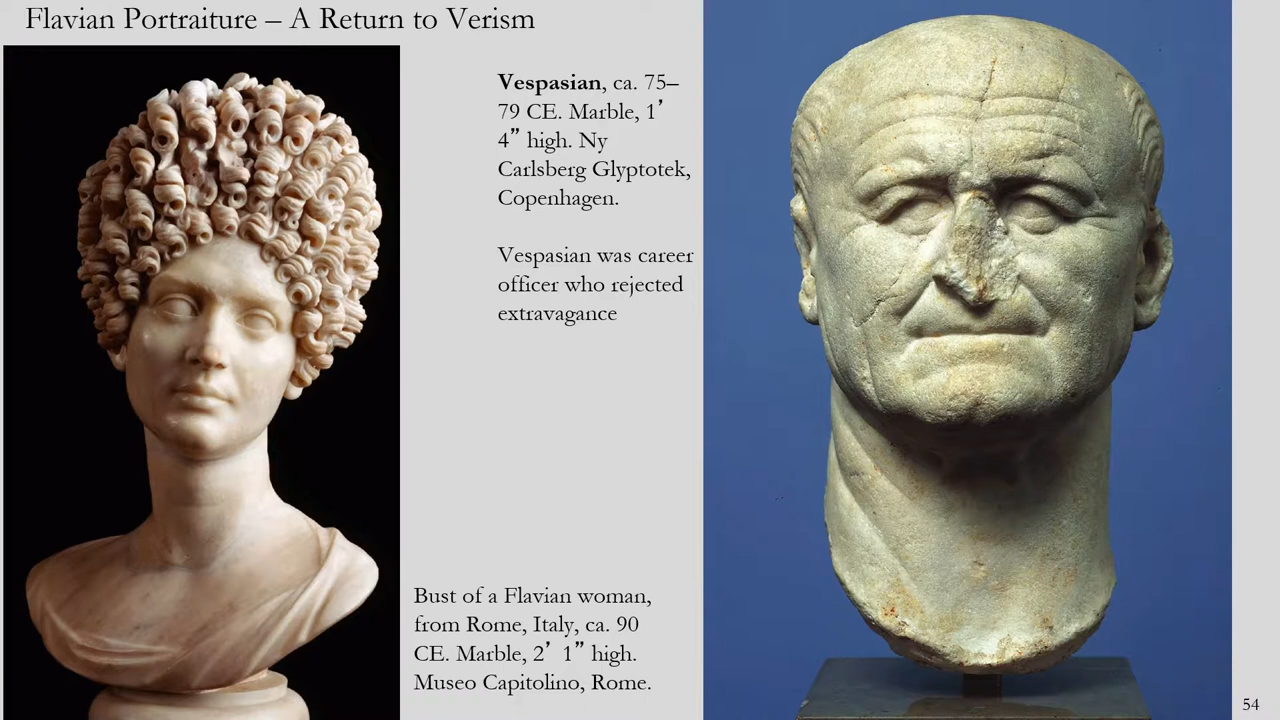 Flavian Portraiture – A Return to Verism
Vespasian, ca. 75–
79 CE. Marble, 1’
4” high. Ny
Carlsberg Glyptotek,
Copenhagen.
Vespasian was career
officer who rejected
extravagance
Bust of a Flavian woman,
from Rome, Italy, ca. 90
CE. Marble, 2’ 1” high.
Museo Capitolino, Rome.
54